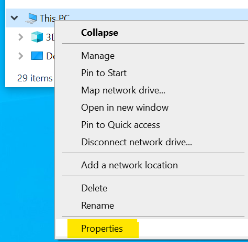 This PC
Collapse
3D
De
Manage
Pin to Start
29 items
Map network drive...
Open in new window
Pin to Quick access
Disconnect network drive...
Add a network location
Delete
Rename
Properties